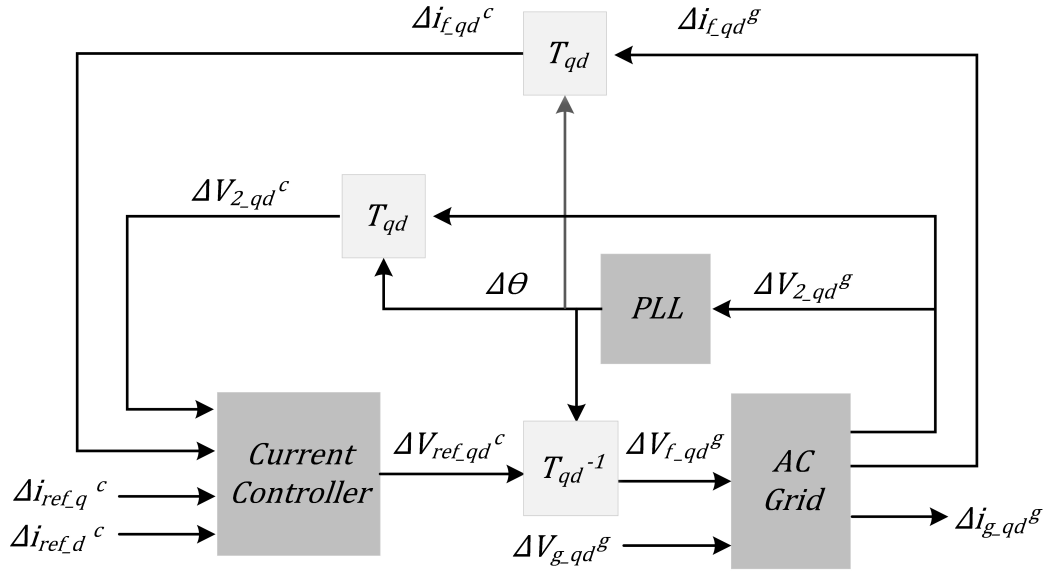 Δi_f_qd^c
Δi_f_qd^g
T_qd
ΔV_2_qd^c
T_qd
Δθ
PLL
ΔV_2_qd^g
Current
Controller
ΔV_ref_qd^c
T_qd^-1
ΔV_f_qd^g
AC
Grid
Δi_ref_q^c
Δi_ref_d^c
ΔV_g_qd^g
Δi_g_qd^g